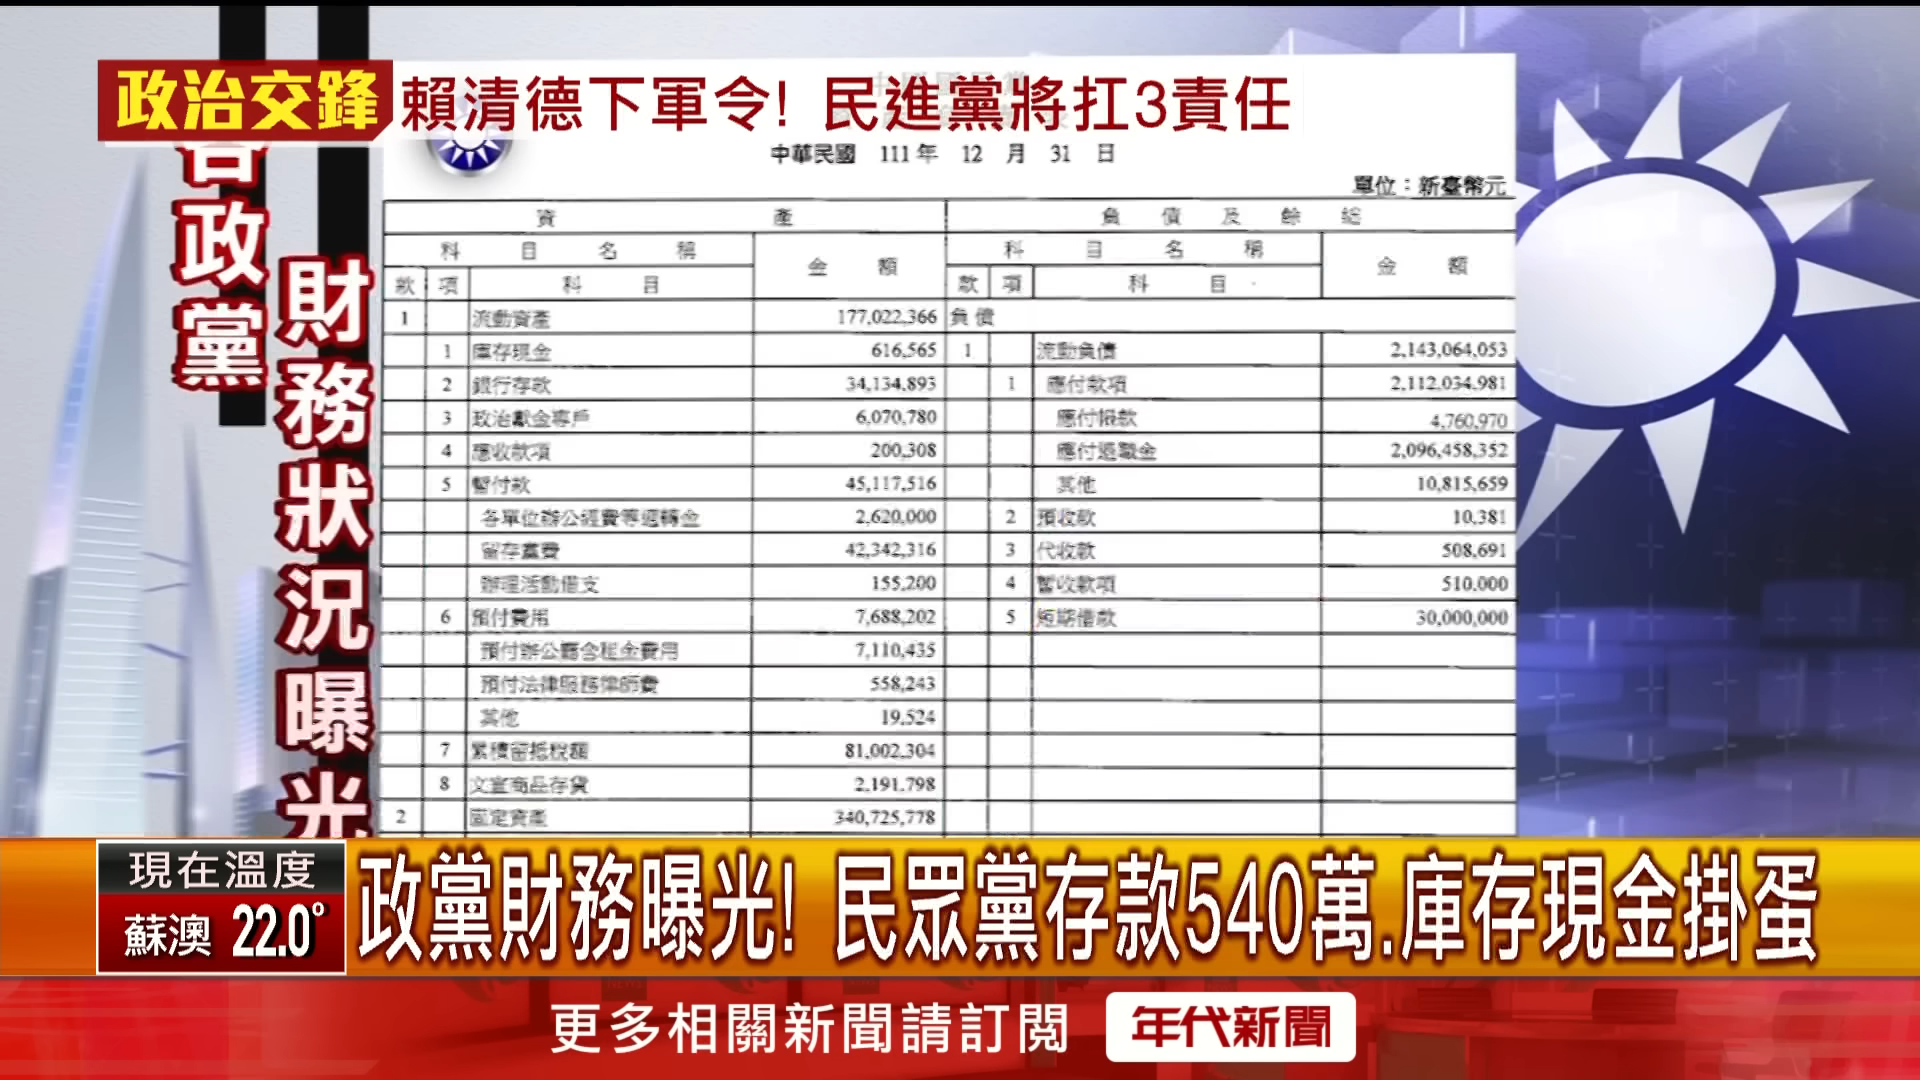 政治交鋒 賴清德下軍令! 民進黨將扛3責任
各政黨
財務狀況曝光
中華民國 111 年 12 月 31 日
單位：新臺幣元
資 產 負 債 及 餘 絀
科 目 名 稱 金 額 科 目 名 稱 金 額
款 項 科 目 款 項 科 目
1 流動資產 177,022,366 負 債
1 庫存現金 616,565 1 流動負債 2,143,064,053
2 銀行存款 34,134,893 1 應付款項 2,112,034,981
3 政治獻金專戶 6,070,780 應付帳款 4,760,970
4 應收款項 200,308 應付退職金 2,096,458,352
5 暫付款 45,117,516 其他 10,815,659
各單位辦公經費等週轉金 2,620,000 2 預收款 10,381
留存黨費 42,342,316 3 代收款 508,691
辦理活動借支 155,200 4 暫收款項 510,000
6 預付費用 7,688,202 5 短期借款 30,000,000
預付辦公廳舍租金費用 7,110,435
預付法律服務律師費 558,243
其他 19,524
7 累積留抵稅額 81,002,304
8 文宣商品存貨 2,191,798
2 固定資產 340,725,778
現在溫度
蘇澳 22.0°
政黨財務曝光! 民眾黨存款540萬.庫存現金掛蛋
更多相關新聞請訂閱 年代新聞